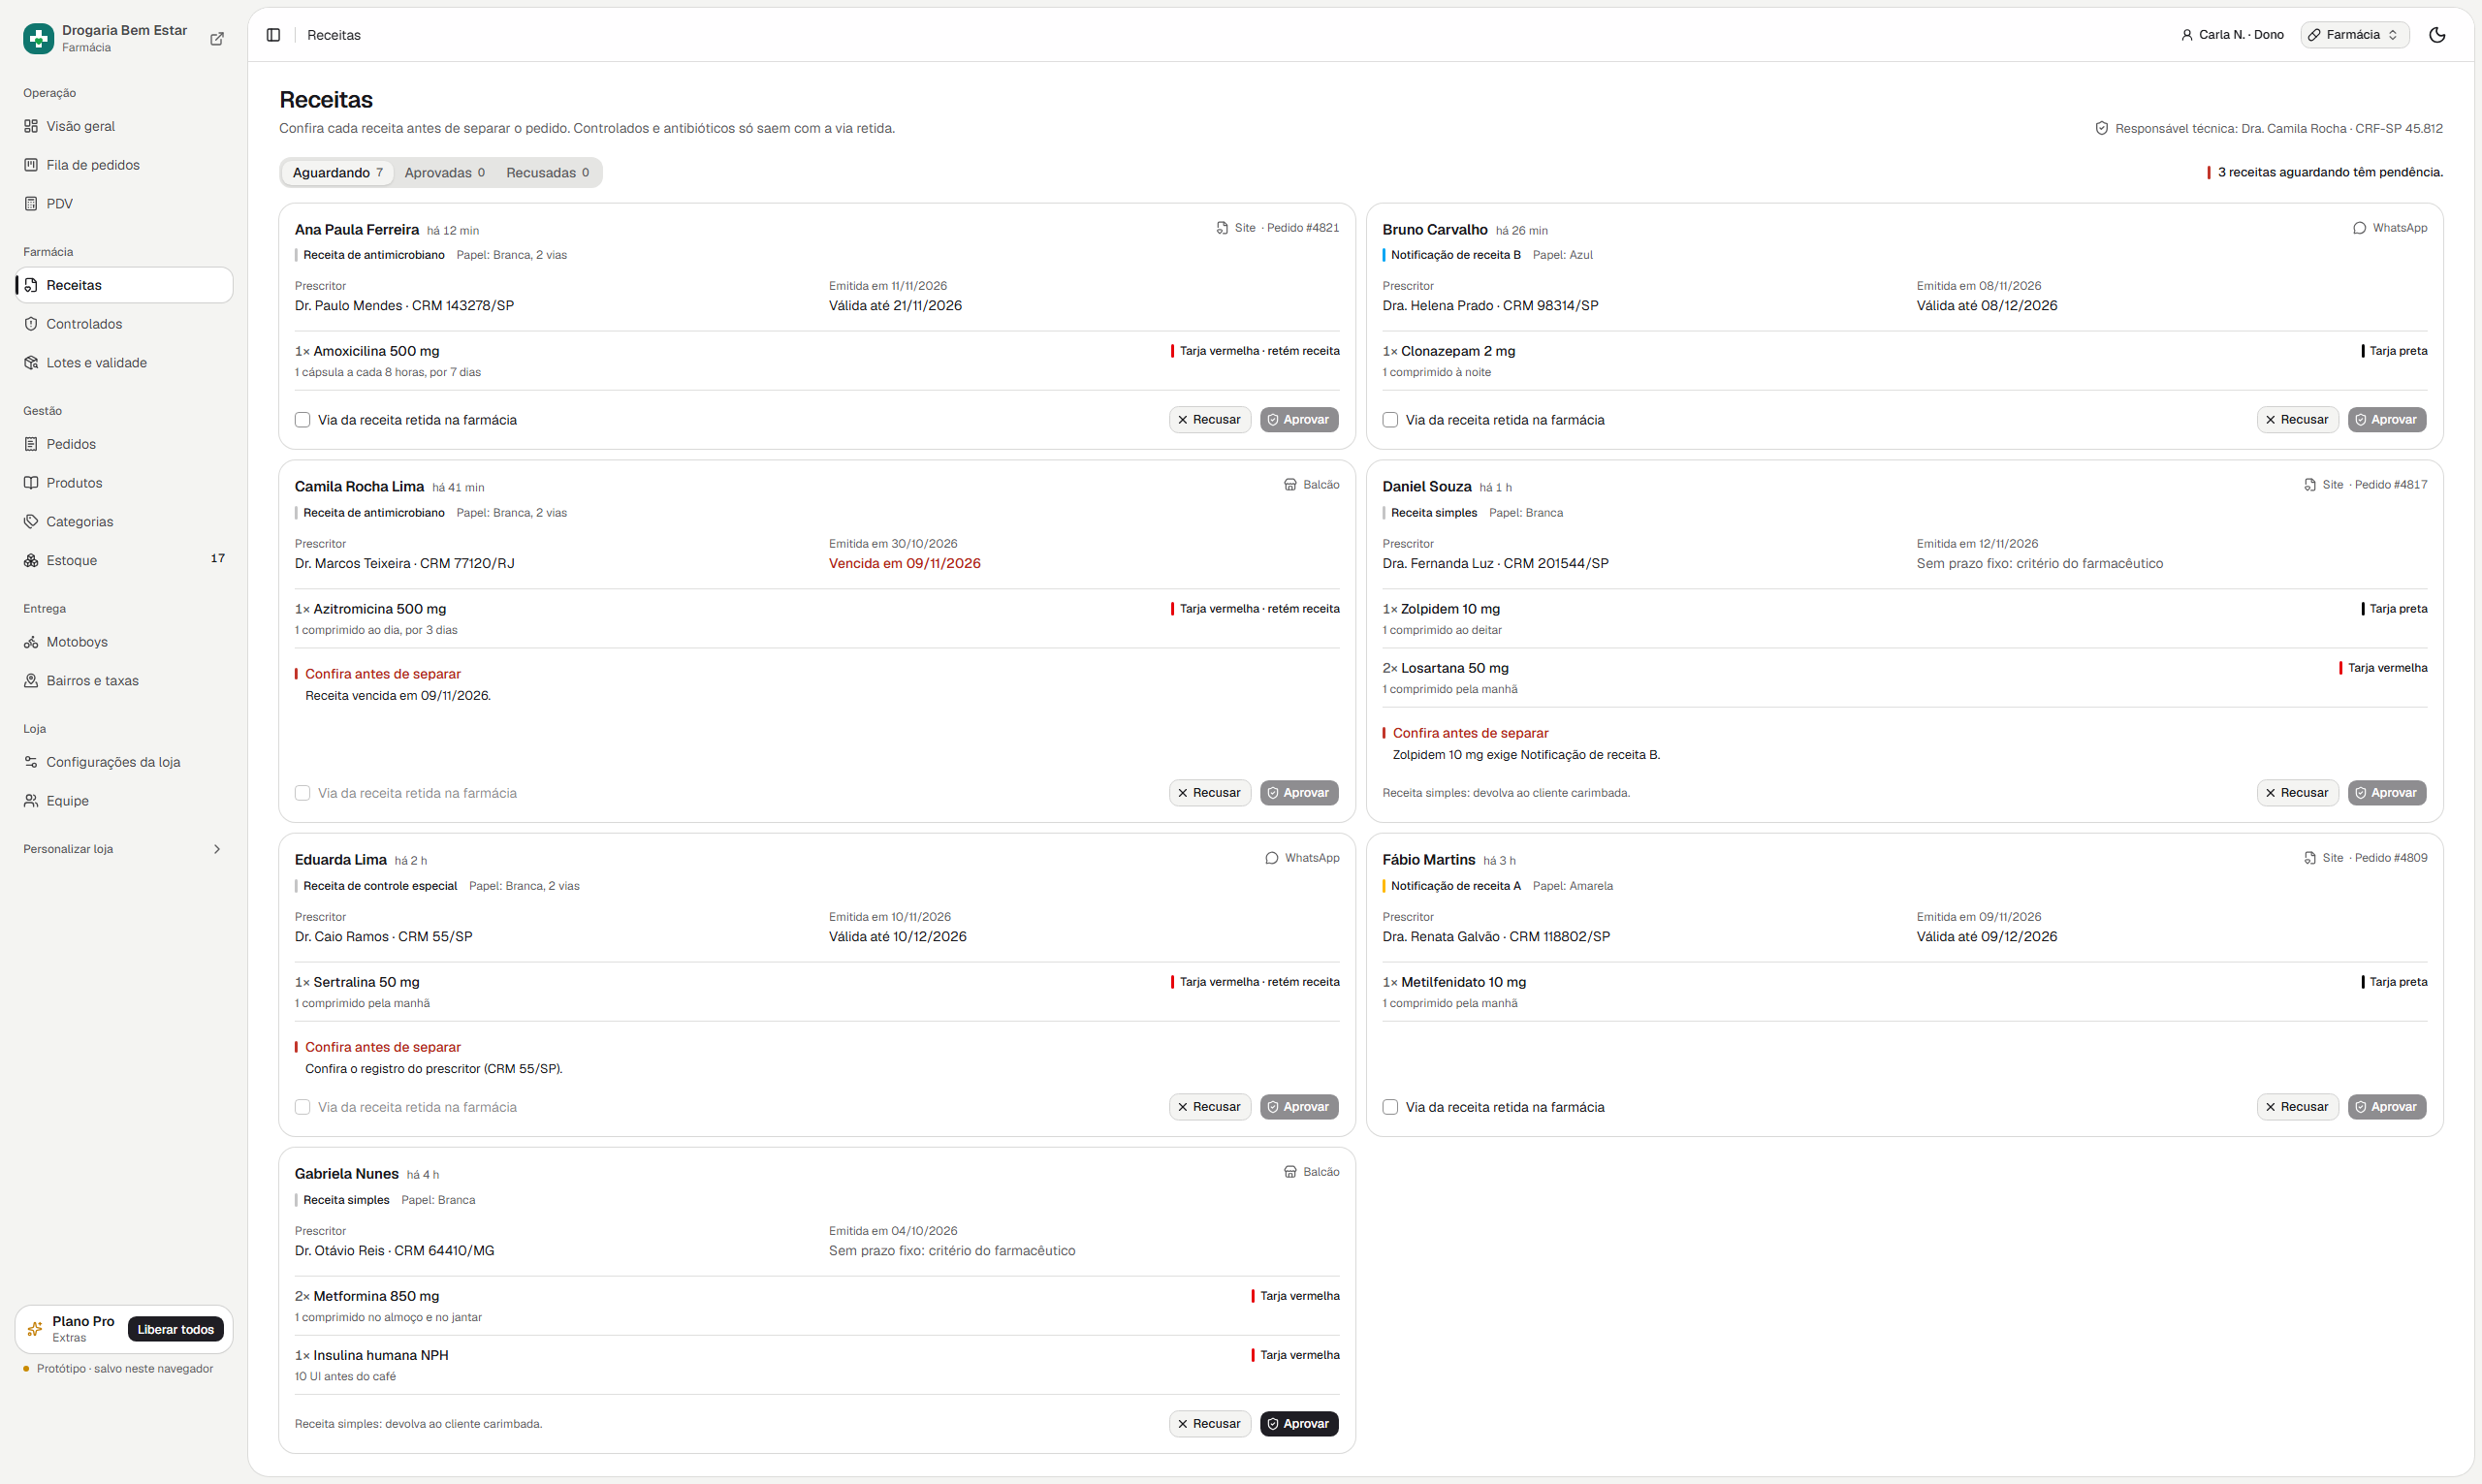 Drogaria Bem Estar
Farmácia
Operação
Visão geral
Fila de pedidos
PDV
Farmácia
Receitas
Controlados
Lotes e validade
Gestão
Pedidos
Produtos
Categorias
Estoque 17
Entrega
Motoboys
Bairros e taxas
Loja
Configurações da loja
Equipe
Personalizar loja
Plano Pro
Extras
Liberar todos
Protótipo · salvo neste navegador
Receitas
Carla N. · Dono
Farmácia
Receitas
Confira cada receita antes de separar o pedido. Controlados e antibióticos só saem com a via retida.
Responsável técnica: Dra. Camila Rocha · CRF-SP 45.812
Aguardando 7 Aprovadas 0 Recusadas 0
3 receitas aguardando têm pendência.
Ana Paula Ferreira há 12 min
Site · Pedido #4821
Receita de antimicrobiano Papel: Branca, 2 vias
Prescritor
Dr. Paulo Mendes · CRM 143278/SP
Emitida em 11/11/2026
Válida até 21/11/2026
1× Amoxicilina 500 mg
Tarja vermelha · retém receita
1 cápsula a cada 8 horas, por 7 dias
Via da receita retida na farmácia
Recusar
Aprovar
Bruno Carvalho há 26 min
WhatsApp
Notificação de receita B Papel: Azul
Prescritor
Dra. Helena Prado · CRM 98314/SP
Emitida em 08/11/2026
Válida até 08/12/2026
1× Clonazepam 2 mg
Tarja preta
1 comprimido à noite
Via da receita retida na farmácia
Recusar
Aprovar
Camila Rocha Lima há 41 min
Balcão
Receita de antimicrobiano Papel: Branca, 2 vias
Prescritor
Dr. Marcos Teixeira · CRM 77120/RJ
Emitida em 30/10/2026
Vencida em 09/11/2026
1× Azitromicina 500 mg
Tarja vermelha · retém receita
1 comprimido ao dia, por 3 dias
Confira antes de separar
Receita vencida em 09/11/2026.
Via da receita retida na farmácia
Recusar
Aprovar
Daniel Souza há 1 h
Site · Pedido #4817
Receita simples Papel: Branca
Prescritor
Dra. Fernanda Luz · CRM 201544/SP
Emitida em 12/11/2026
Sem prazo fixo: critério do farmacêutico
1× Zolpidem 10 mg
Tarja preta
1 comprimido ao deitar
2× Losartana 50 mg
Tarja vermelha
1 comprimido pela manhã
Confira antes de separar
Zolpidem 10 mg exige Notificação de receita B.
Receita simples: devolva ao cliente carimbada.
Recusar
Aprovar
Eduarda Lima há 2 h
WhatsApp
Receita de controle especial Papel: Branca, 2 vias
Prescritor
Dr. Caio Ramos · CRM 55/SP
Emitida em 10/11/2026
Válida até 10/12/2026
1× Sertralina 50 mg
Tarja vermelha · retém receita
1 comprimido pela manhã
Confira antes de separar
Confira o registro do prescritor (CRM 55/SP).
Via da receita retida na farmácia
Recusar
Aprovar
Fábio Martins há 3 h
Site · Pedido #4809
Notificação de receita A Papel: Amarela
Prescritor
Dra. Renata Galvão · CRM 118802/SP
Emitida em 09/11/2026
Válida até 09/12/2026
1× Metilfenidato 10 mg
Tarja preta
1 comprimido pela manhã
Via da receita retida na farmácia
Recusar
Aprovar
Gabriela Nunes há 4 h
Balcão
Receita simples Papel: Branca
Prescritor
Dr. Otávio Reis · CRM 64410/MG
Emitida em 04/10/2026
Sem prazo fixo: critério do farmacêutico
2× Metformina 850 mg
Tarja vermelha
1 comprimido no almoço e no jantar
1× Insulina humana NPH
Tarja vermelha
10 UI antes do café
Receita simples: devolva ao cliente carimbada.
Recusar
Aprovar